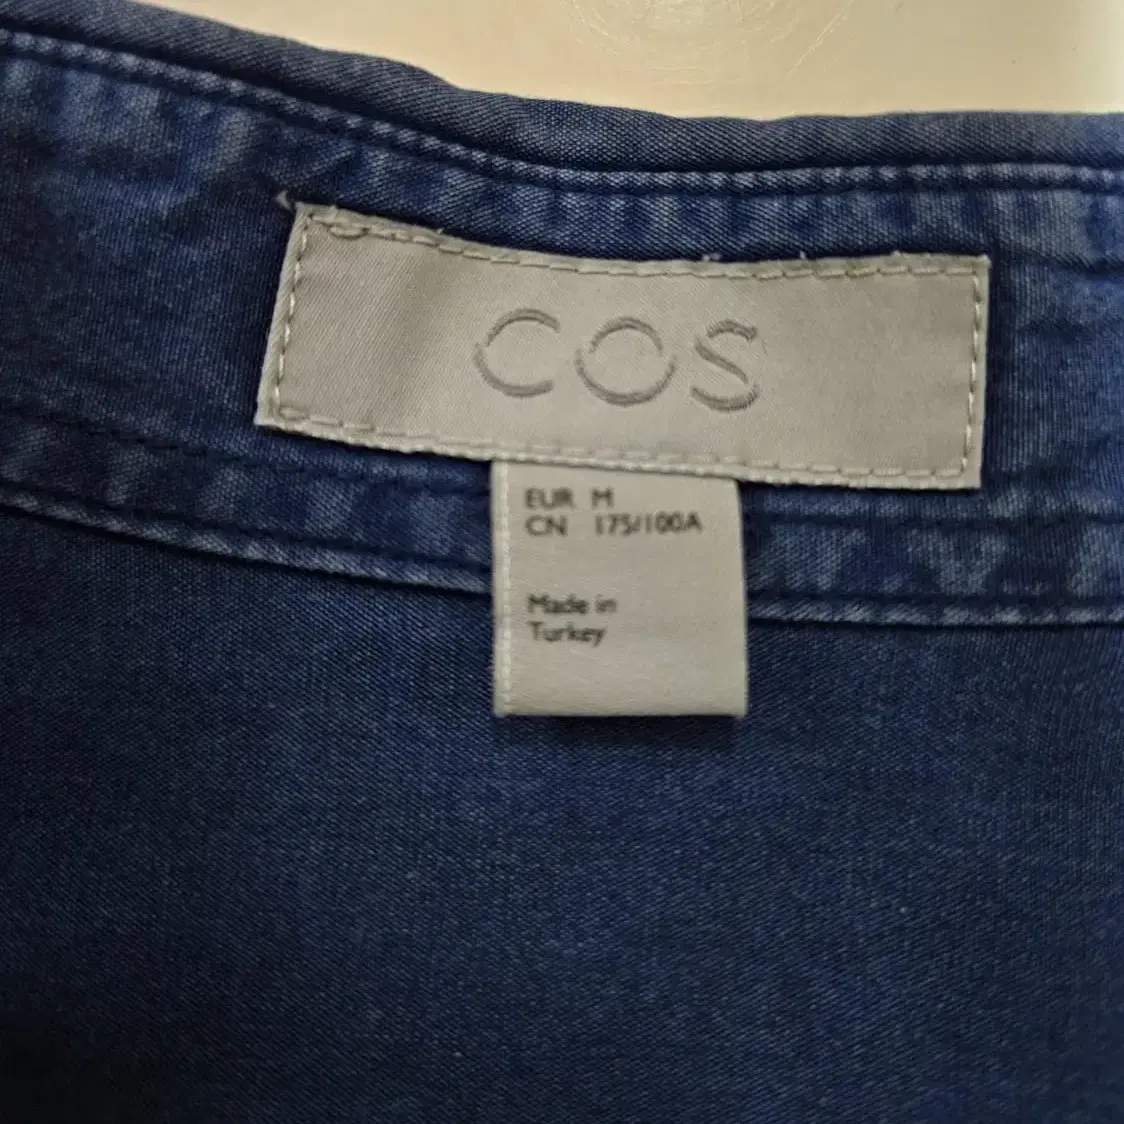 COS
EUR M
CN 175/100A
Made in
Turkey